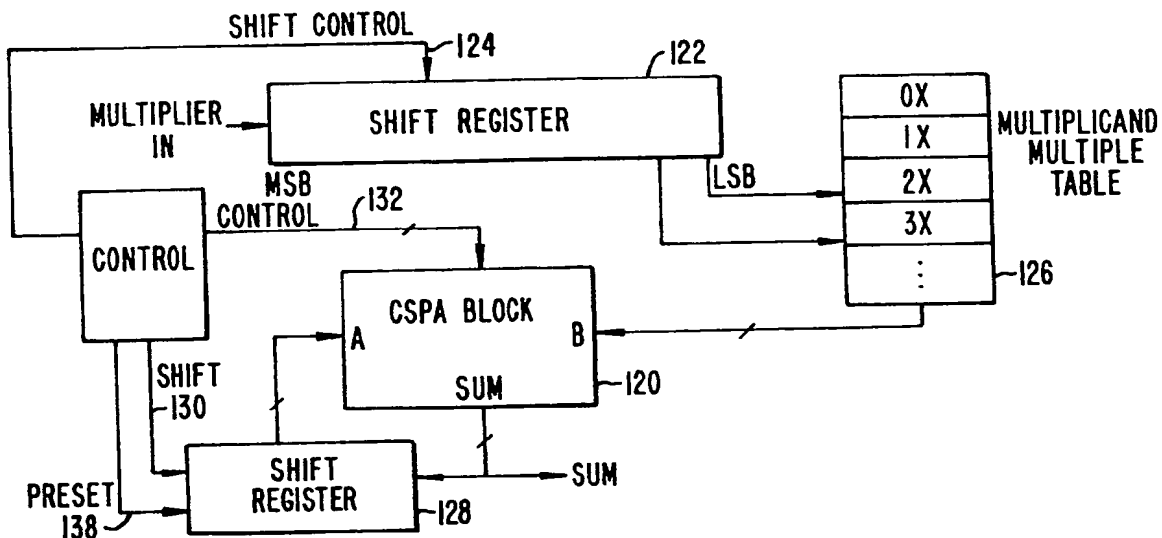 SHIFT CONTROL
124
122
MULTIPLIER
IN
SHIFT REGISTER
0X
1X
2X
3X
⋮
MULTIPLICAND
MULTIPLE
TABLE
126
LSB
MSB
CONTROL
132
CONTROL
CSPA BLOCK
A
B
SUM
120
SHIFT
130
SHIFT
REGISTER
128
SUM
PRESET
138